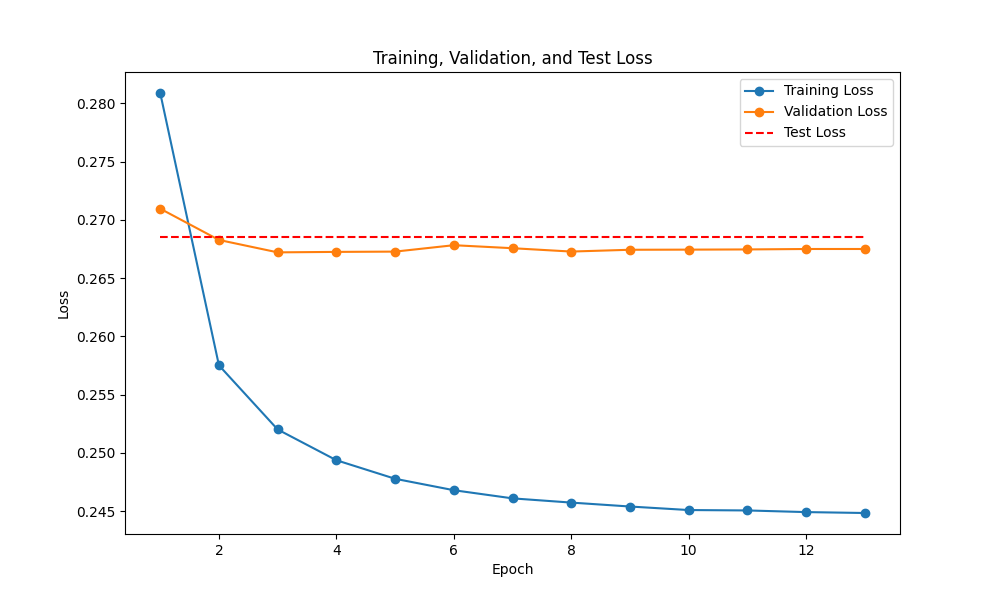 Training, Validation, and Test Loss
Training Loss
Validation Loss
Test Loss
0.280
0.275
0.270
0.265
0.260
0.255
0.250
0.245
Loss
2 4 6 8 10 12
Epoch